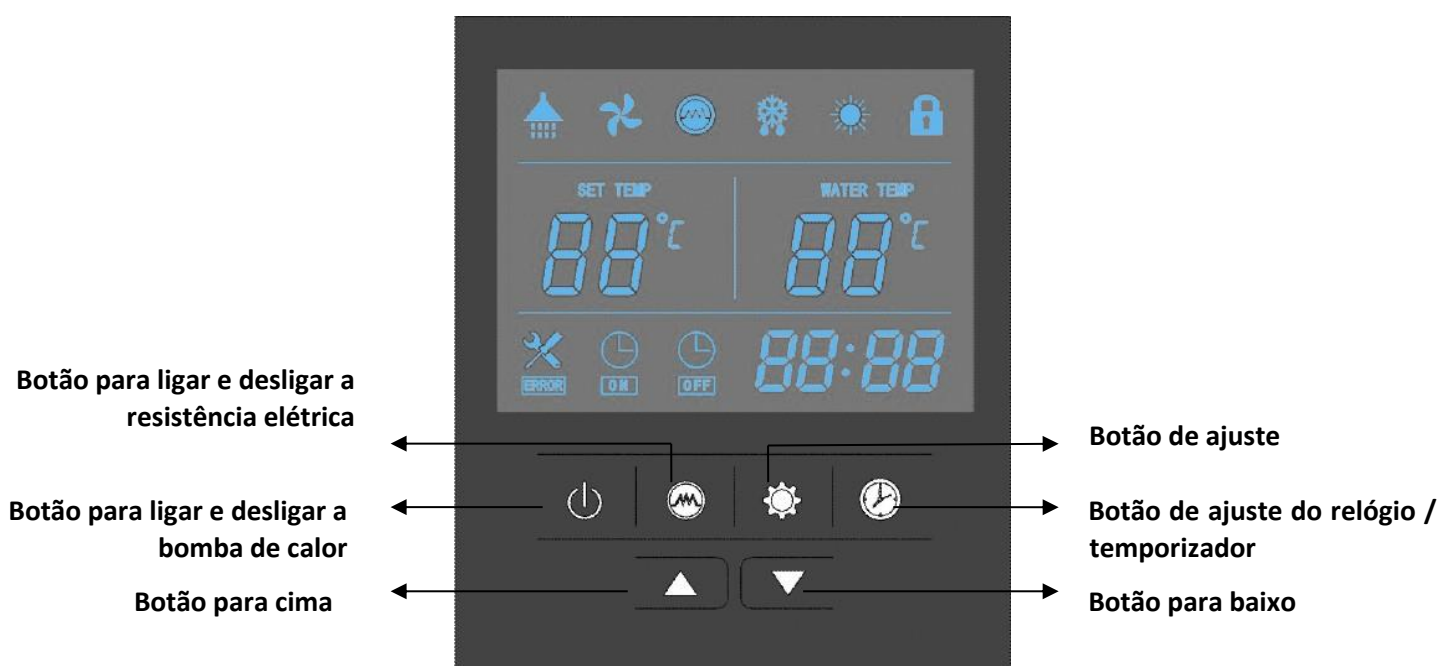 SET TEMP
WATER TEMP
88°C
88°C
ERROR
ON
OFF
88:88
Botão para ligar e desligar a
resistência elétrica
Botão de ajuste
Botão para ligar e desligar a
bomba de calor
Botão de ajuste do relógio /
temporizador
Botão para cima
Botão para baixo